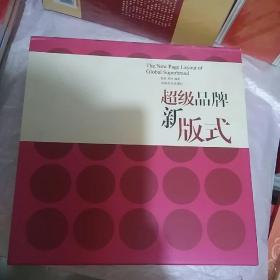 The New Page Layout of
Global Superbrand
超级品牌
新版式